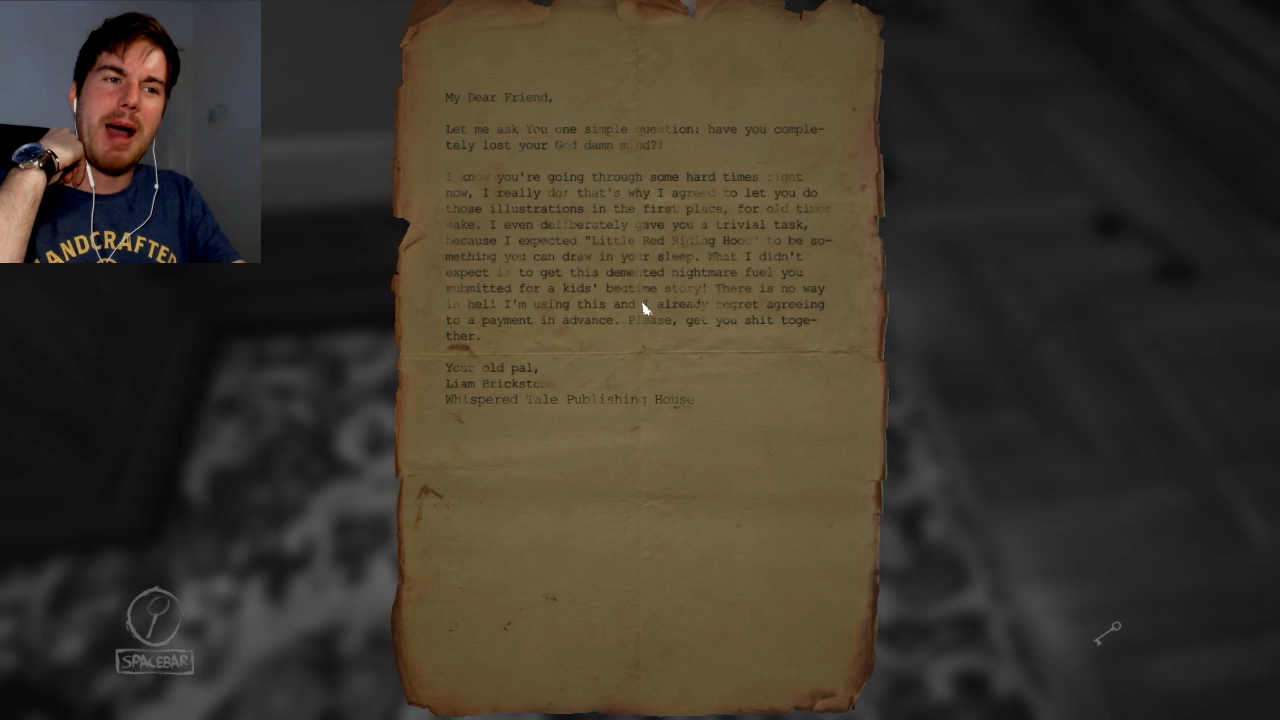 My Dear Friend,
Let me ask You one simple question: have you comple-
tely lost your God damn mind?!
I know you're going through some hard times right
now, I really do; that's why I agreed to let you do
those illustrations in the first place, for old times
sake. I even deliberately gave you a trivial task,
because I expected "Little Red Riding Hood" to be so-
mething you can draw in your sleep. What I didn't
expect is to get this demented nightmare fuel you
submitted for a kids' bedtime story! There is no way
in hell I'm using this and I already regret agreeing
to a payment in advance. Please, get you shit toge-
ther.
Your old pal,
Liam Brickstone
Whispered Tale Publishing House
HANDCRAFTED
SPACEBAR